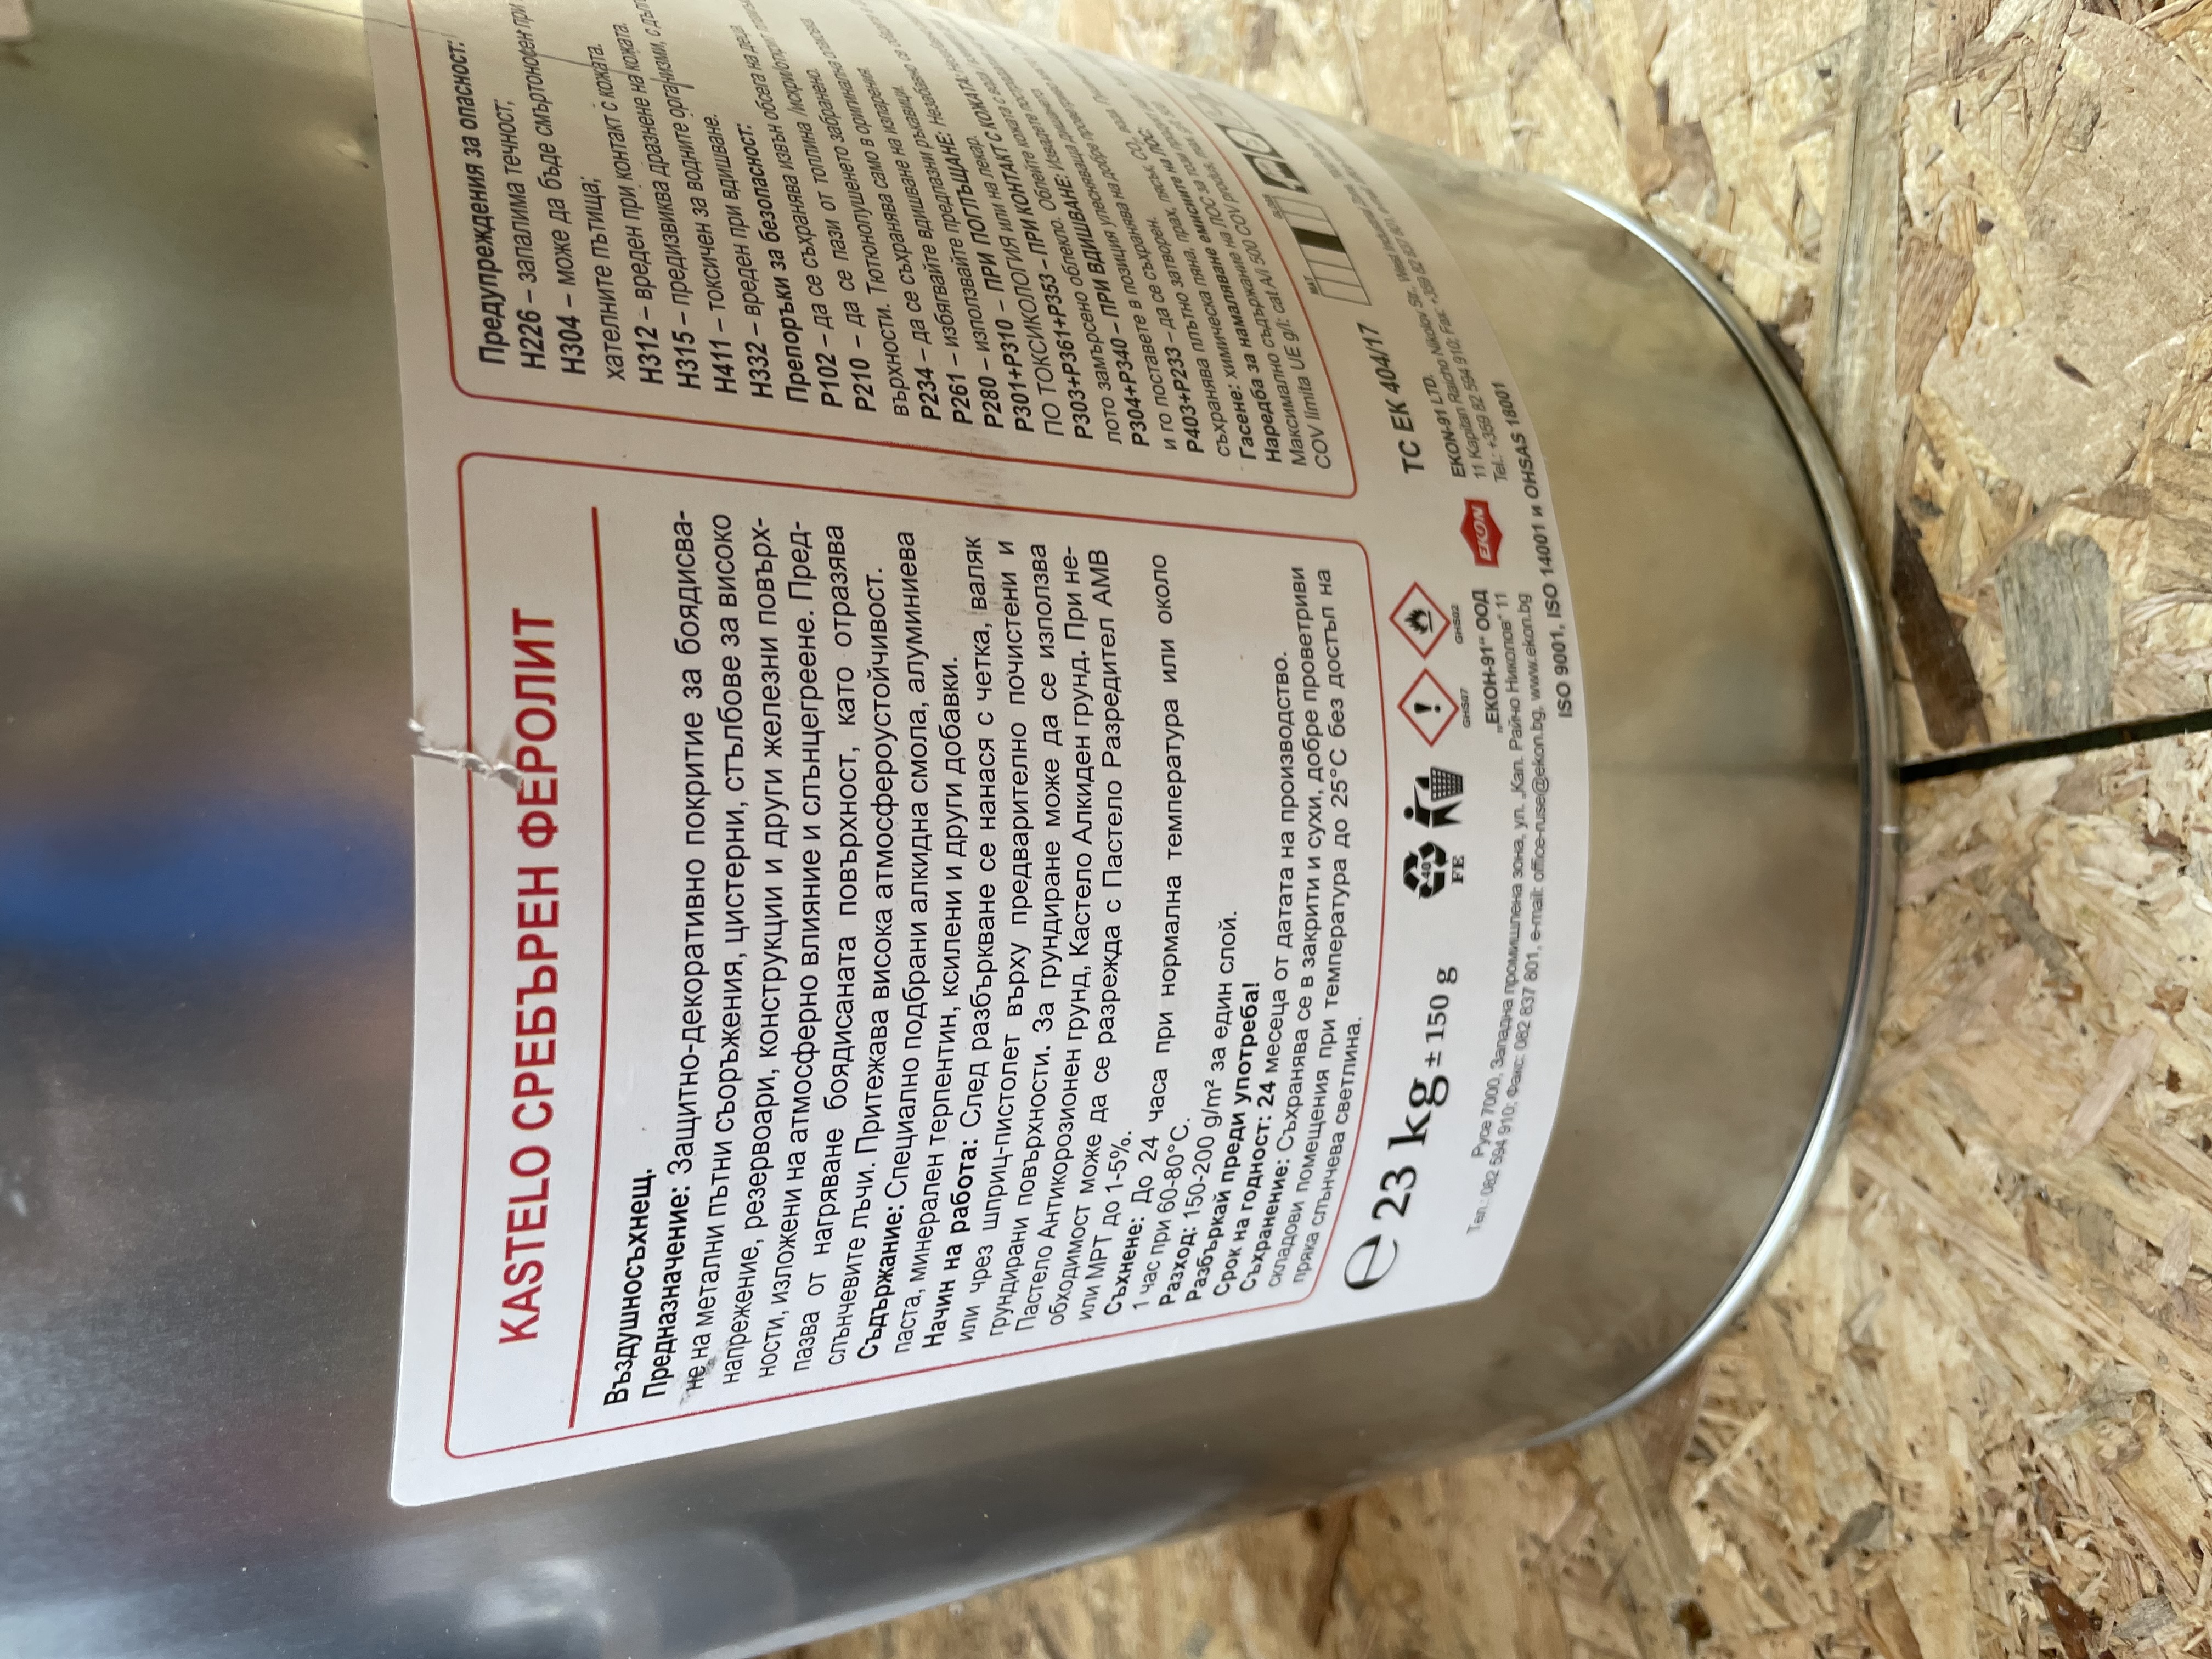 KASTELO СРЕБЪРЕН ФЕРОЛИТ
Въздушносъхнещ.
Предназначение: Защитно-декоративно покритие за боядисва-
не на метални пътни съоръжения, цистерни, стълбове за високо
напрежение, резервоари, конструкции и други железни повърх-
ности, изложени на атмосферно влияние и слънцегреене. Пред-
пазва от нагряване боядисаната повърхност, като отразява
слънчевите лъчи. Притежава висока атмосфероустойчивост.
Съдържание: Специално подбрани алкидна смола, алуминиева
паста, минерален терпентин, ксилени и други добавки.
Начин на работа: След разбъркване се нанася с четка, валяк
или чрез шприц-пистолет върху предварително почистени и
грундирани повърхности. За грундиране може да се използва
Пастело Антикорозионен грунд, Кастело Алкиден грунд. При не-
обходимост може да се разрежда с Пастело Разредител АМВ
или МРТ до 1-5%.
Съхнене: До 24 часа при нормална температура или около
1 час при 60-80°С.
Разход: 150-200 g/m² за един слой.
Разбъркай преди употреба!
Срок на годност: 24 месеца от датата на производство.
Съхранение: Съхранява се в закрити и сухи, добре проветриви
складови помещения при температура до 25°С без достъп на
пряка слънчева светлина.
℮ 23 kg ± 150 g
40
FE
GHS07
GHS02
„ЕКОН-91“ ООД
Русе 7000, Западна промишлена зона, ул. „Кап. Райчо Николов“ 11
Тел.: 082 594 910; Факс: 082 837 801, e-mail: office-ruse@ekon.bg, www.ekon.bg
EKON
ISO 9001, ISO 14001 и OHSAS 18001
Предупреждения за опасност:
H226 – запалима течност;
H304 – може да бъде смъртоносен при
хателните пътища;
H312 – вреден при контакт с кожата.
H315 – предизвиква дразнене на кожата.
H411 – токсичен за водните организми, с
H332 – вреден при вдишване.
Препоръки за безопасност:
P102 – да се съхранява извън обсега на деца.
P210 – да се пази от топлина /искри/открит
върхности. Тютюнопушенето забранено.
P234 – да се съхранява само в оригинална опаковка.
P261 – избягвайте вдишване на изпарения.
P280 – използвайте предпазни ръкавици.
P301+P310 – ПРИ ПОГЛЪЩАНЕ: Незабавно се
ПО ТОКСИКОЛОГИЯ или на лекар.
P303+P361+P353 – ПРИ КОНТАКТ С КОЖАТА:
лото замърсено облекло. Облейте кожата с вода
P304+P340 – ПРИ ВДИШВАНЕ: Изведете
и го поставете в позиция улесняваща дишането.
P403+P233 – да се съхранява на добре проветриво
съхранява плътно затворен.
Гасене: химическа пяна, прах, пясък, CO₂, вода.
Наредба за намаляване емисиите на ЛОС:
Максимално съдържание на ЛОС за този продукт
COV limita UE g/l: cat A/i 500 COV produs, max.
MAT
TC EK 404/17
EKON-91 LTD.
11 Kapitan Raicho Nikolov Str., West Industrial Zone,
Tel.: +359 82 594 910; Fax: +359 82 837 801,